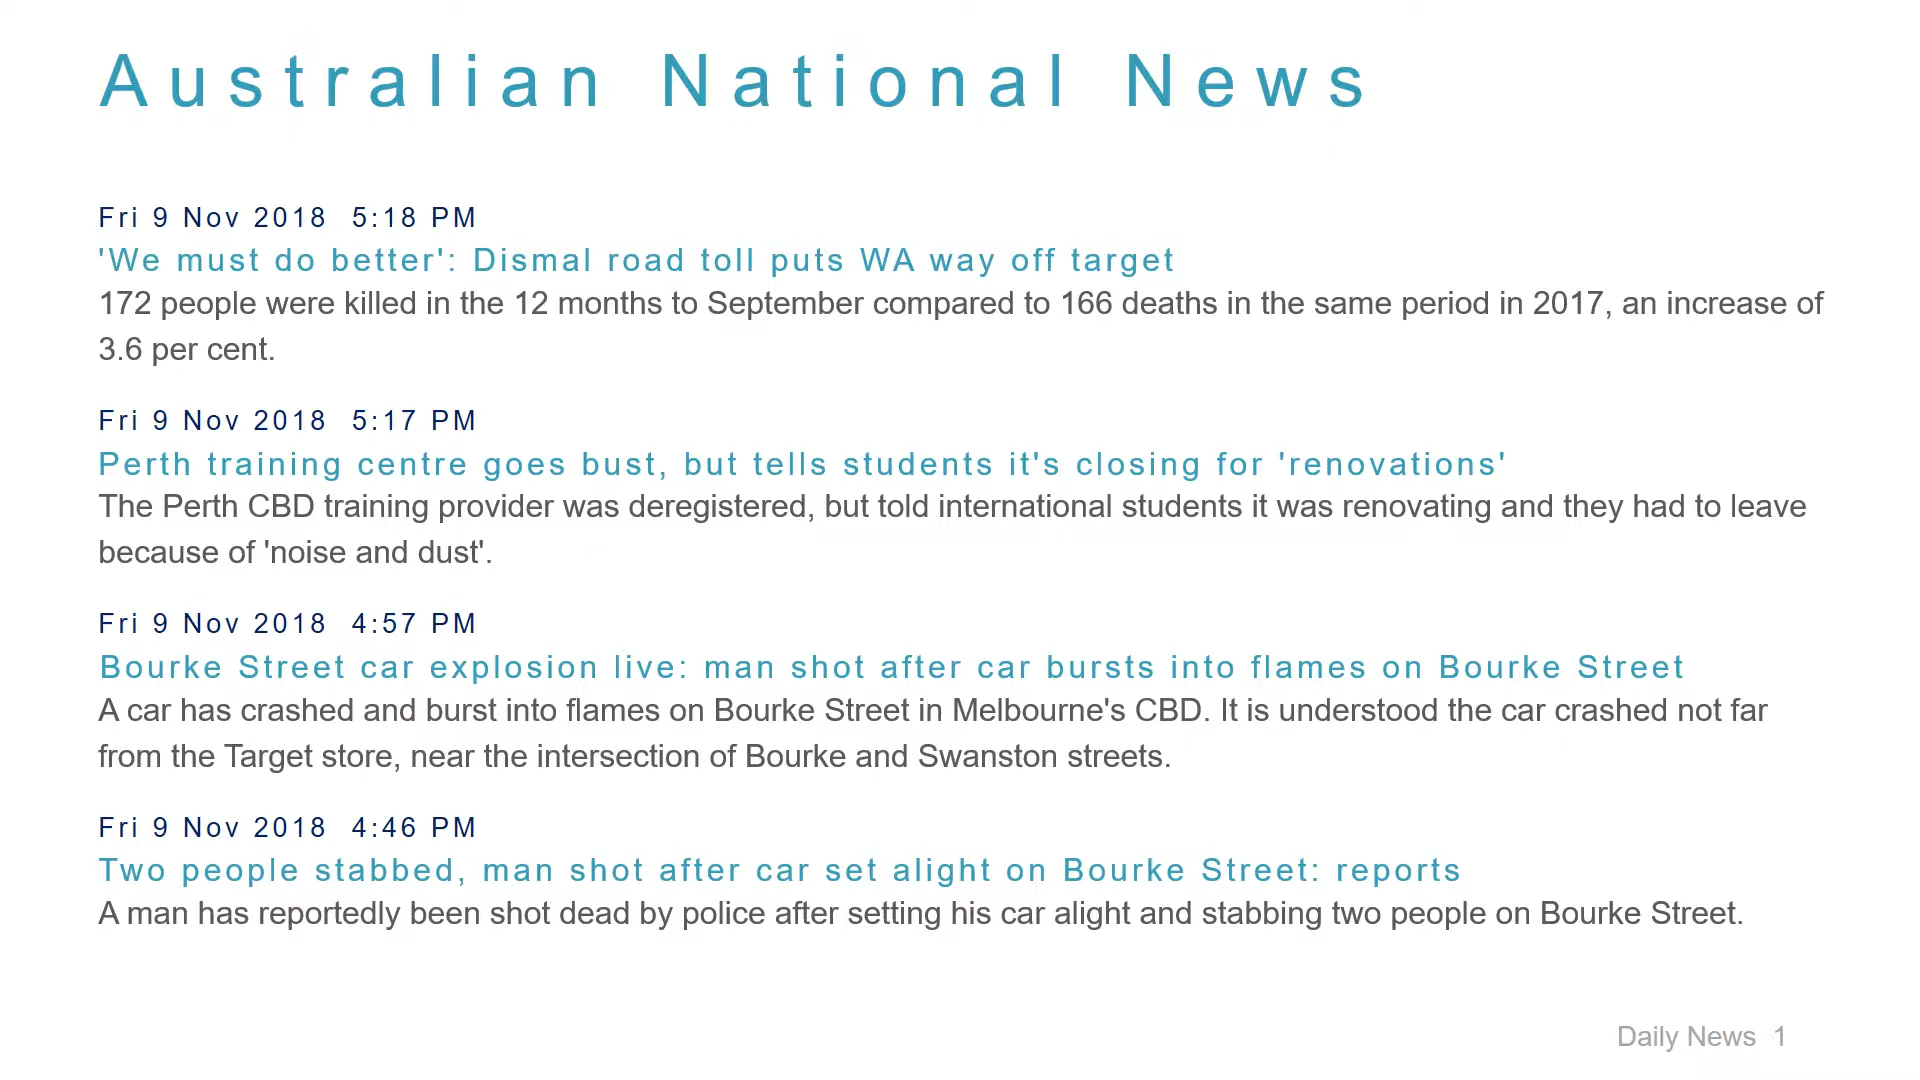 Australian National News
Fri 9 Nov 2018 5:18 PM
'We must do better': Dismal road toll puts WA way off target
172 people were killed in the 12 months to September compared to 166 deaths in the same period in 2017, an increase of
3.6 per cent.
Fri 9 Nov 2018 5:17 PM
Perth training centre goes bust, but tells students it's closing for 'renovations'
The Perth CBD training provider was deregistered, but told international students it was renovating and they had to leave
because of 'noise and dust'.
Fri 9 Nov 2018 4:57 PM
Bourke Street car explosion live: man shot after car bursts into flames on Bourke Street
A car has crashed and burst into flames on Bourke Street in Melbourne's CBD. It is understood the car crashed not far
from the Target store, near the intersection of Bourke and Swanston streets.
Fri 9 Nov 2018 4:46 PM
Two people stabbed, man shot after car set alight on Bourke Street: reports
A man has reportedly been shot dead by police after setting his car alight and stabbing two people on Bourke Street.
Daily News 1